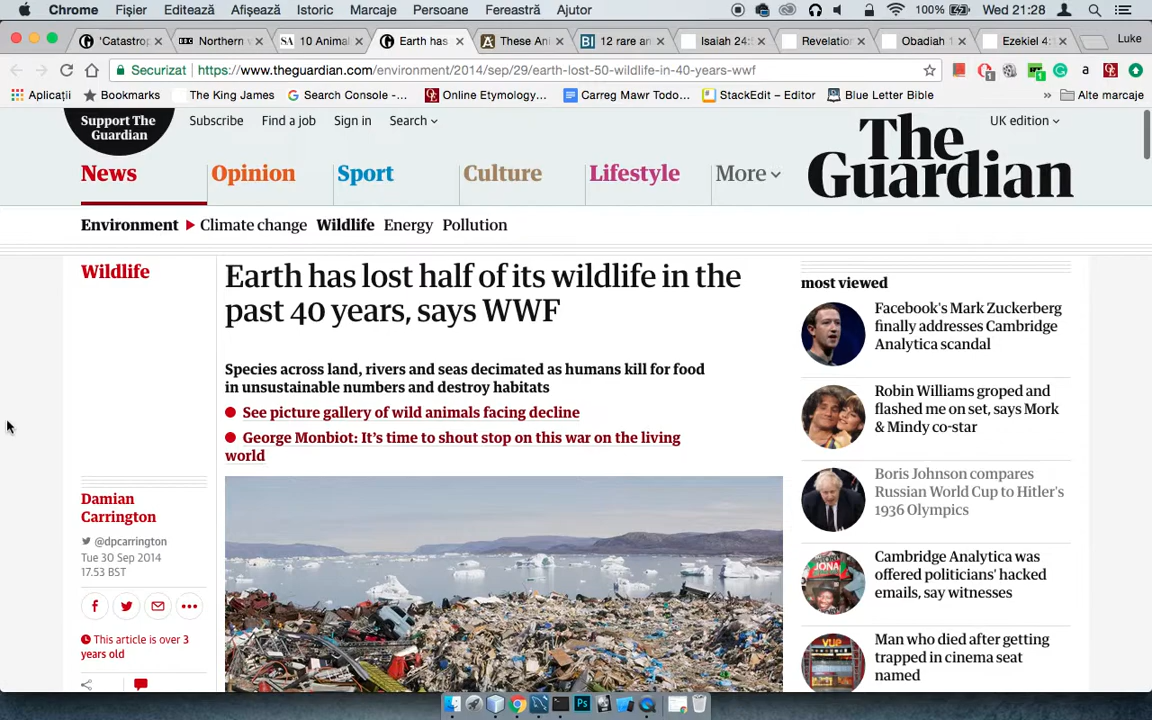 Chrome Fișier Editează Afișează Istoric Marcaje Persoane Fereastră Ajutor 100% Wed 21:28
'Catastrop Northern 10 Animal Earth has These Ani 12 rare an Isaiah 24: Revelation Obadiah 1 Ezekiel 4: Luke
Securizat https://www.theguardian.com/environment/2014/sep/29/earth-lost-50-wildlife-in-40-years-wwf
Aplicații Bookmarks The King James Search Console -... Online Etymology... Carreg Mawr Todo... StackEdit – Editor Blue Letter Bible » Alte marcaje
Support The
Guardian
Subscribe Find a job Sign in Search UK edition
The
Guardian
News Opinion Sport Culture Lifestyle More
Environment Climate change Wildlife Energy Pollution
Wildlife
Earth has lost half of its wildlife in the
past 40 years, says WWF
Species across land, rivers and seas decimated as humans kill for food
in unsustainable numbers and destroy habitats
See picture gallery of wild animals facing decline
George Monbiot: It's time to shout stop on this war on the living
world
Damian
Carrington
@dpcarrington
Tue 30 Sep 2014
17.53 BST
This article is over 3
years old
most viewed
Facebook's Mark Zuckerberg
finally addresses Cambridge
Analytica scandal
Robin Williams groped and
flashed me on set, says Mork
& Mindy co-star
Boris Johnson compares
Russian World Cup to Hitler's
1936 Olympics
Cambridge Analytica was
offered politicians' hacked
emails, say witnesses
Man who died after getting
trapped in cinema seat
named